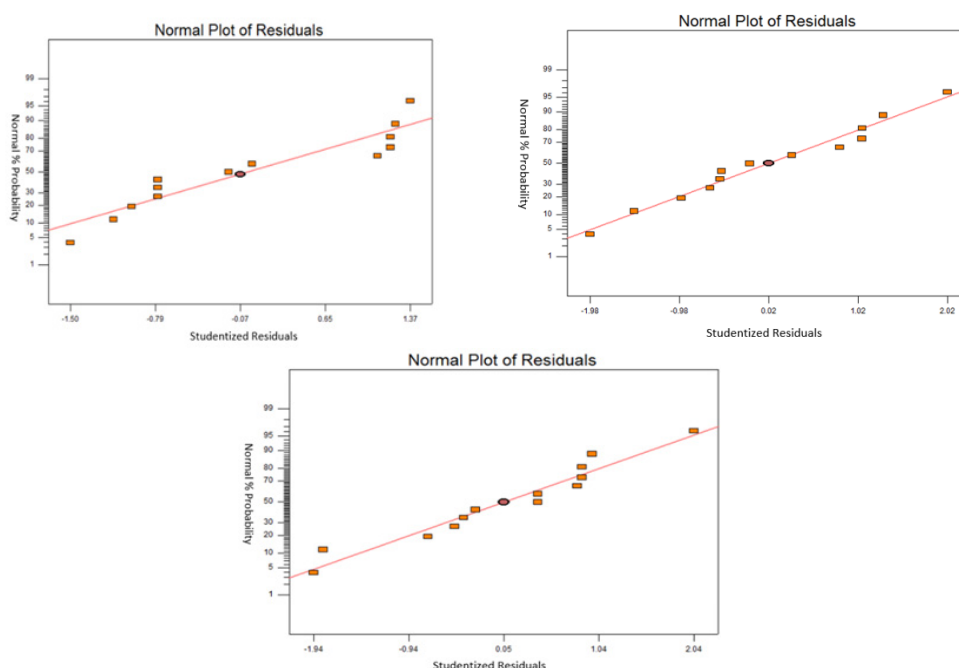 Normal Plot of Residuals
Normal % Probability
99
95
90
80
70
50
30
20
10
5
1
-1.50 -0.79 -0.07 0.65 1.37
Studentized Residuals
Normal Plot of Residuals
Normal % Probability
99
95
90
80
70
50
30
20
10
5
1
-1.98 -0.98 0.02 1.02 2.02
Studentized Residuals
Normal Plot of Residuals
Normal % Probability
99
95
90
80
70
50
30
20
10
5
1
-1.94 -0.94 0.05 1.04 2.04
Studentized Residuals